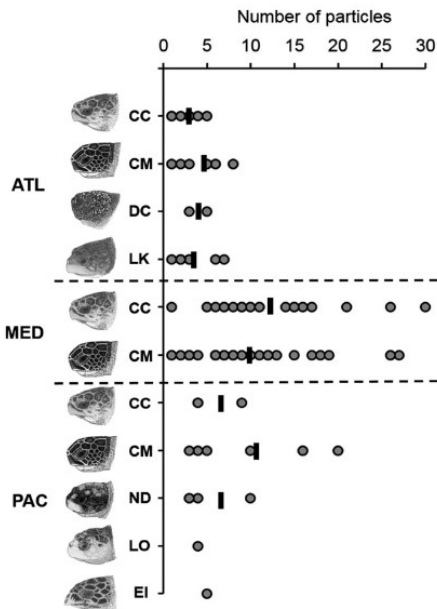 Number of particles
0 5 10 15 20 25 30
CC
CM
ATL
DC
LK
CC
MED
CM
CC
CM
PAC
ND
LO
EI